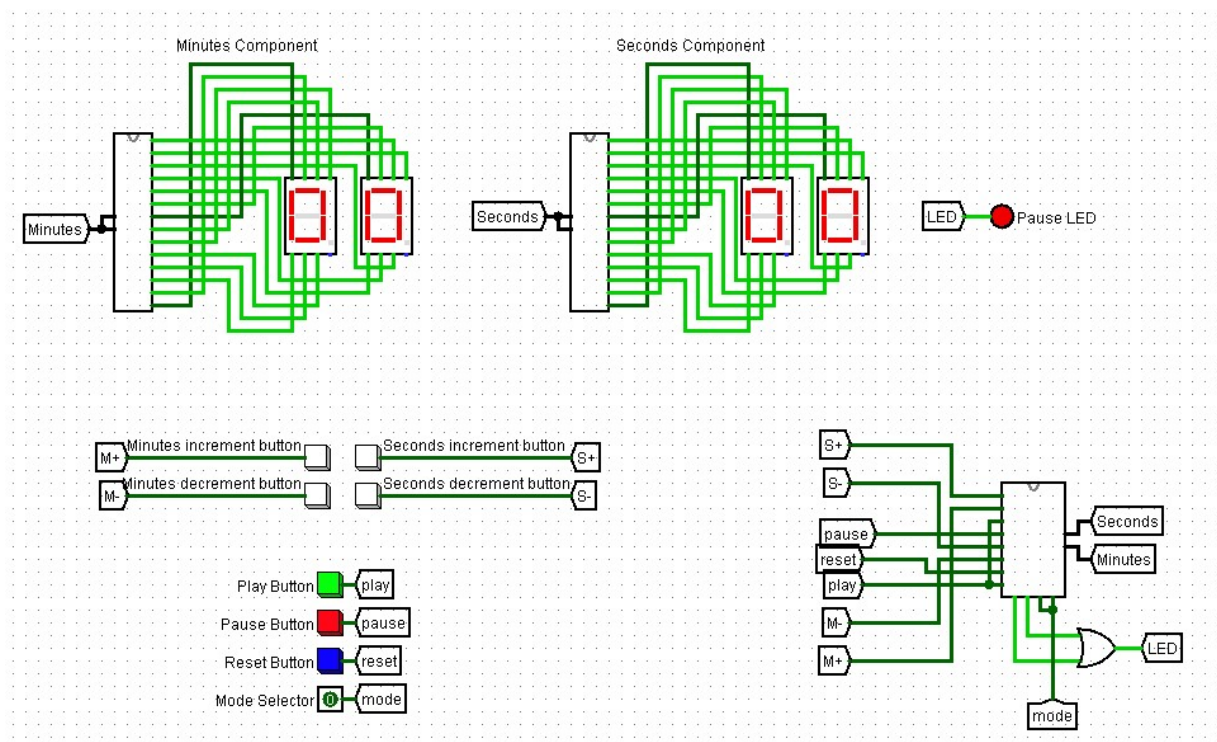 Minutes Component
Seconds Component
Minutes
Seconds
LED
Pause LED
M+
Minutes increment button
Seconds increment button
S+
M-
Minutes decrement button
Seconds decrement button
S-
Play Button
play
Pause Button
pause
Reset Button
reset
Mode Selector
0
mode
S+
S-
pause
reset
play
M-
M+
Seconds
Minutes
LED
mode